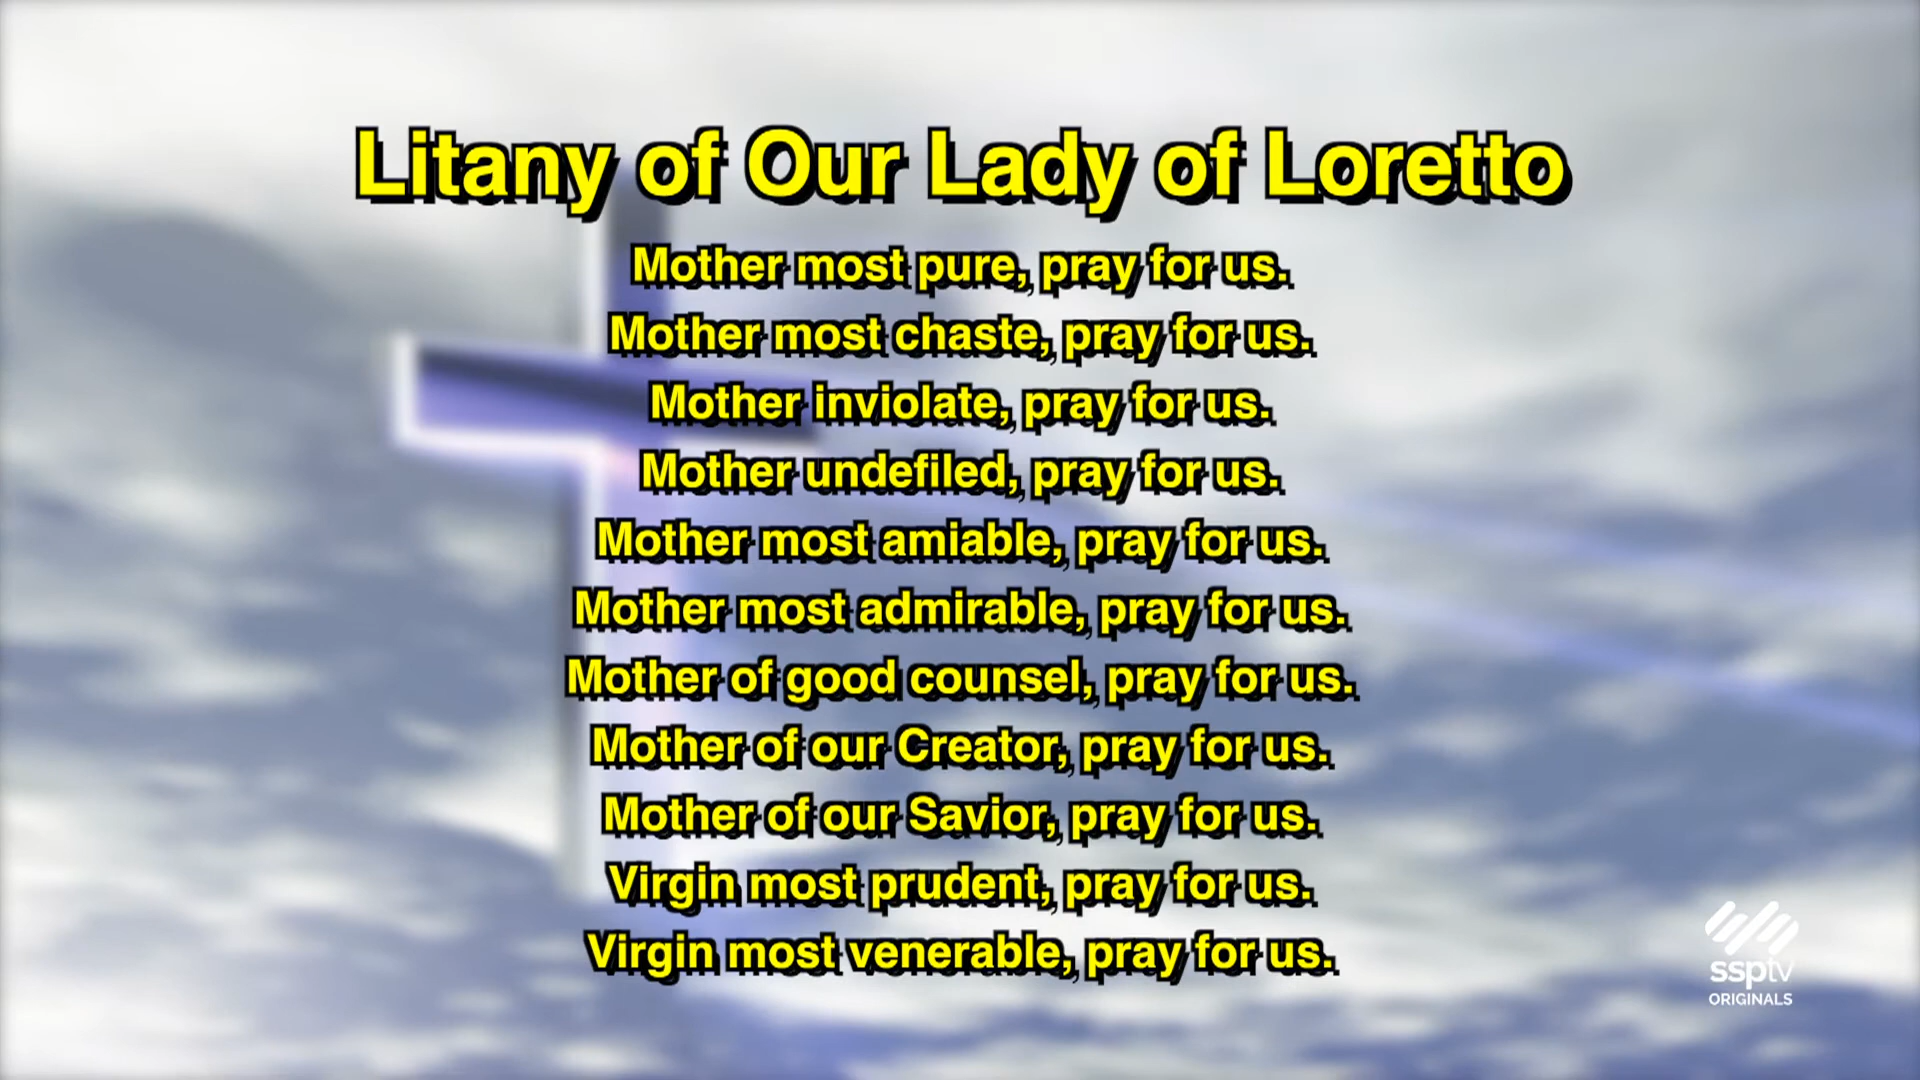 Litany of Our Lady of Loretto
Mother most pure, pray for us.
Mother most chaste, pray for us.
Mother inviolate, pray for us.
Mother undefiled, pray for us.
Mother most amiable, pray for us.
Mother most admirable, pray for us.
Mother of good counsel, pray for us.
Mother of our Creator, pray for us.
Mother of our Savior, pray for us.
Virgin most prudent, pray for us.
Virgin most venerable, pray for us.
ssptv
ORIGINALS